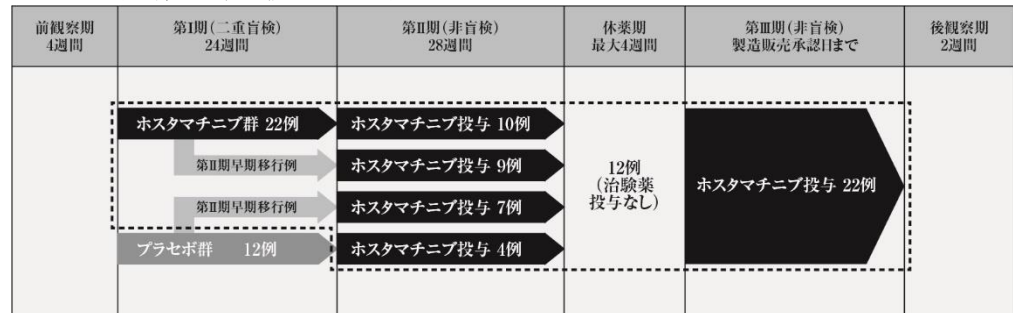 前観察期
4週間
第Ⅰ期(二重盲検)
24週間
第Ⅱ期(非盲検)
28週間
休薬期
最大4週間
第Ⅲ期(非盲検)
製造販売承認日まで
後観察期
2週間
ホスタマチニブ群 22例
ホスタマチニブ投与 10例
第Ⅱ期早期移行例
ホスタマチニブ投与 9例
第Ⅱ期早期移行例
ホスタマチニブ投与 7例
プラセボ群 12例
ホスタマチニブ投与 4例
12例
(治験薬
投与なし)
ホスタマチニブ投与 22例